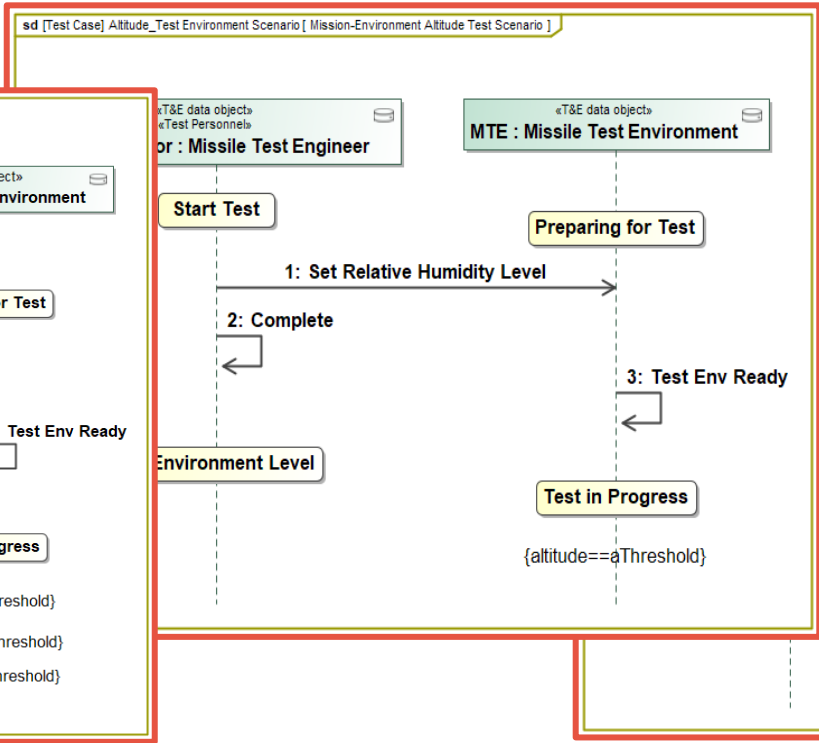 sd [Test Case] Altitude_Test Environment Scenario [ Mission-Environment Altitude Test Scenario ]
«T&E data object»
«Test Personnel»
or : Missile Test Engineer
«T&E data object»
MTE : Missile Test Environment
Start Test
Preparing for Test
1: Set Relative Humidity Level
2: Complete
3: Test Env Ready
Environment Level
Test in Progress
{altitude==aThreshold}
ect»
nvironment
r Test
Test Env Ready
gress
reshold}
hreshold}
hreshold}